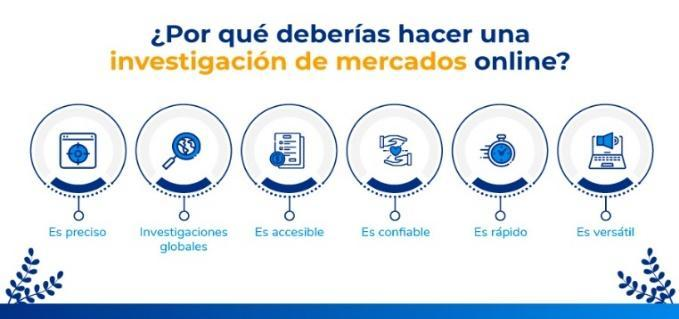 ¿Por qué deberías hacer una
investigación de mercados online?
Es preciso
Investigaciones
globales
Es accesible
Es confiable
Es rápido
Es versátil